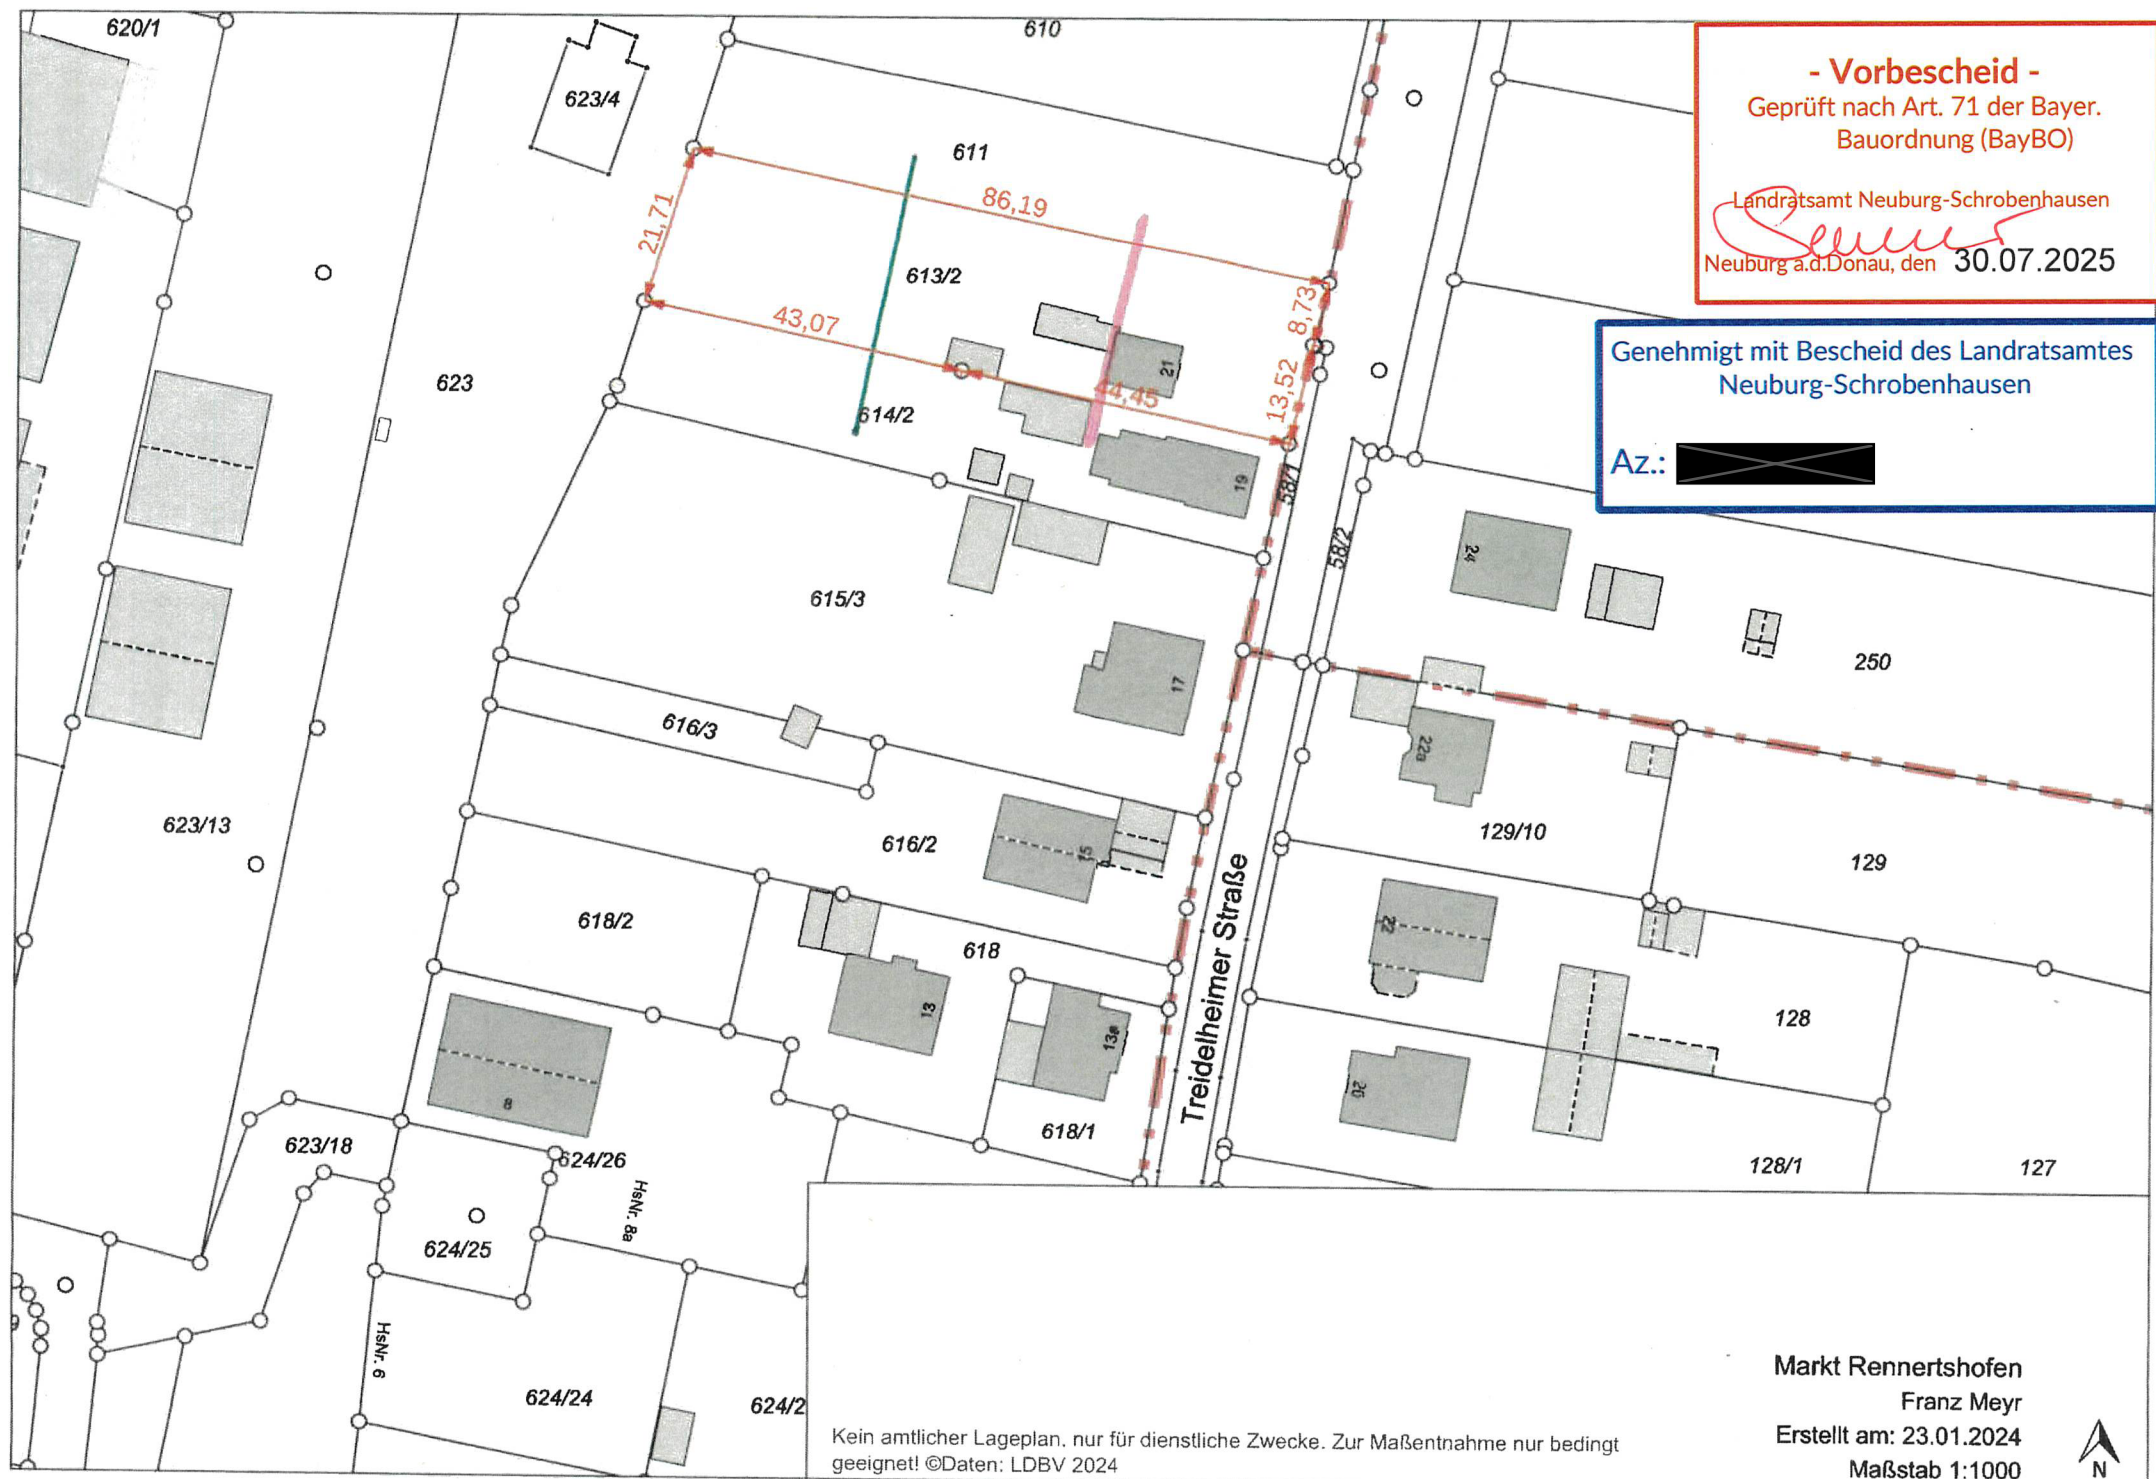 620/1
610
623/4
611
86,19
21,71
613/2
8,73
43,07
21
44,45
13,52
614/2
623
19
58/1
58/2
24
615/3
250
17
616/3
22a
623/13
129/10
616/2
15
129
618/2
22
618
13
13a
128
Treidelheimer Straße
20
8
618/1
623/18
624/26
128/1
127
HsNr. 8a
624/25
HsNr. 6
624/24
624/2
- Vorbescheid -
Geprüft nach Art. 71 der Bayer.
Bauordnung (BayBO)
Landratsamt Neuburg-Schrobenhausen
Neuburg a.d.Donau, den 30.07.2025
Genehmigt mit Bescheid des Landratsamtes
Neuburg-Schrobenhausen
Az.:
Kein amtlicher Lageplan, nur für dienstliche Zwecke. Zur Maßentnahme nur bedingt
geeignet! ©Daten: LDBV 2024
Markt Rennertshofen
Franz Meyr
Erstellt am: 23.01.2024
Maßstab 1:1000
N